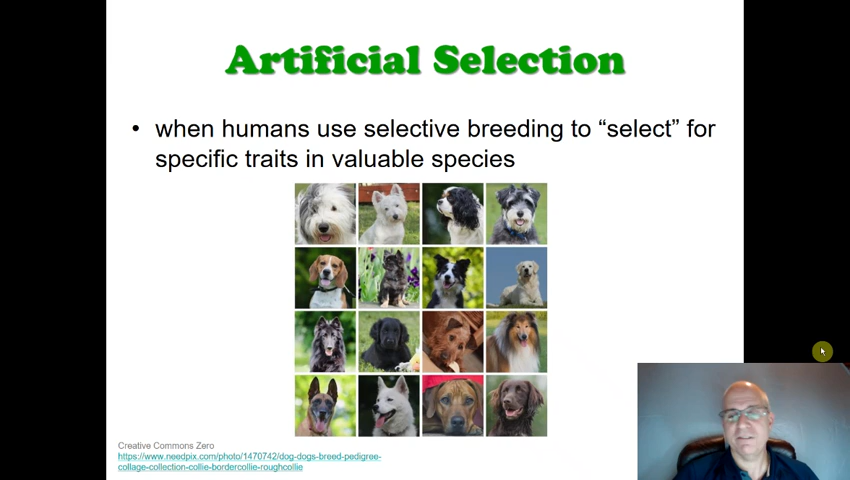 Artificial Selection
• when humans use selective breeding to “select” for
specific traits in valuable species
Creative Commons Zero
https://www.needpix.com/photo/1470742/dog-dogs-breed-pedigree-
collage-collection-collie-bordercollie-roughcollie